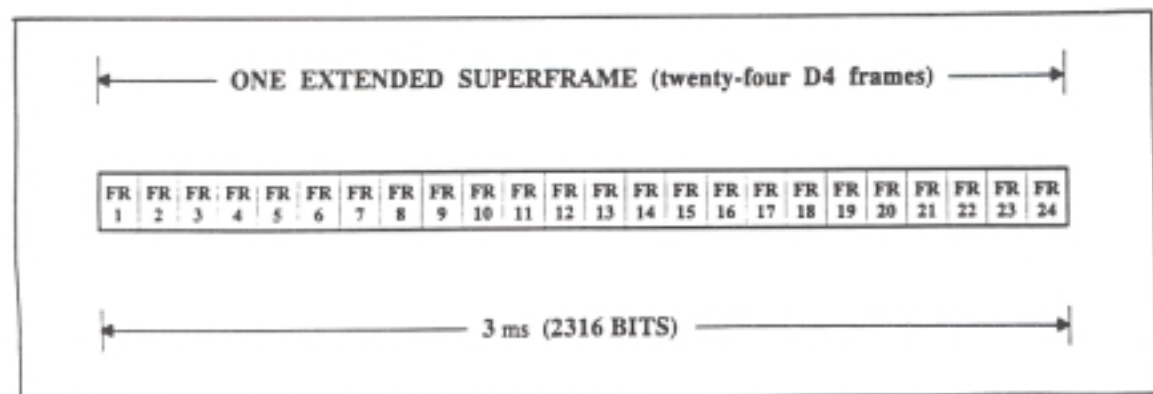 ONE EXTENDED SUPERFRAME (twenty-four D4 frames)
FR FR FR FR FR FR FR FR FR FR FR FR FR FR FR FR FR FR FR FR FR FR FR FR
1 2 3 4 5 6 7 8 9 10 11 12 13 14 15 16 17 18 19 20 21 22 23 24
3 ms (2316 BITS)